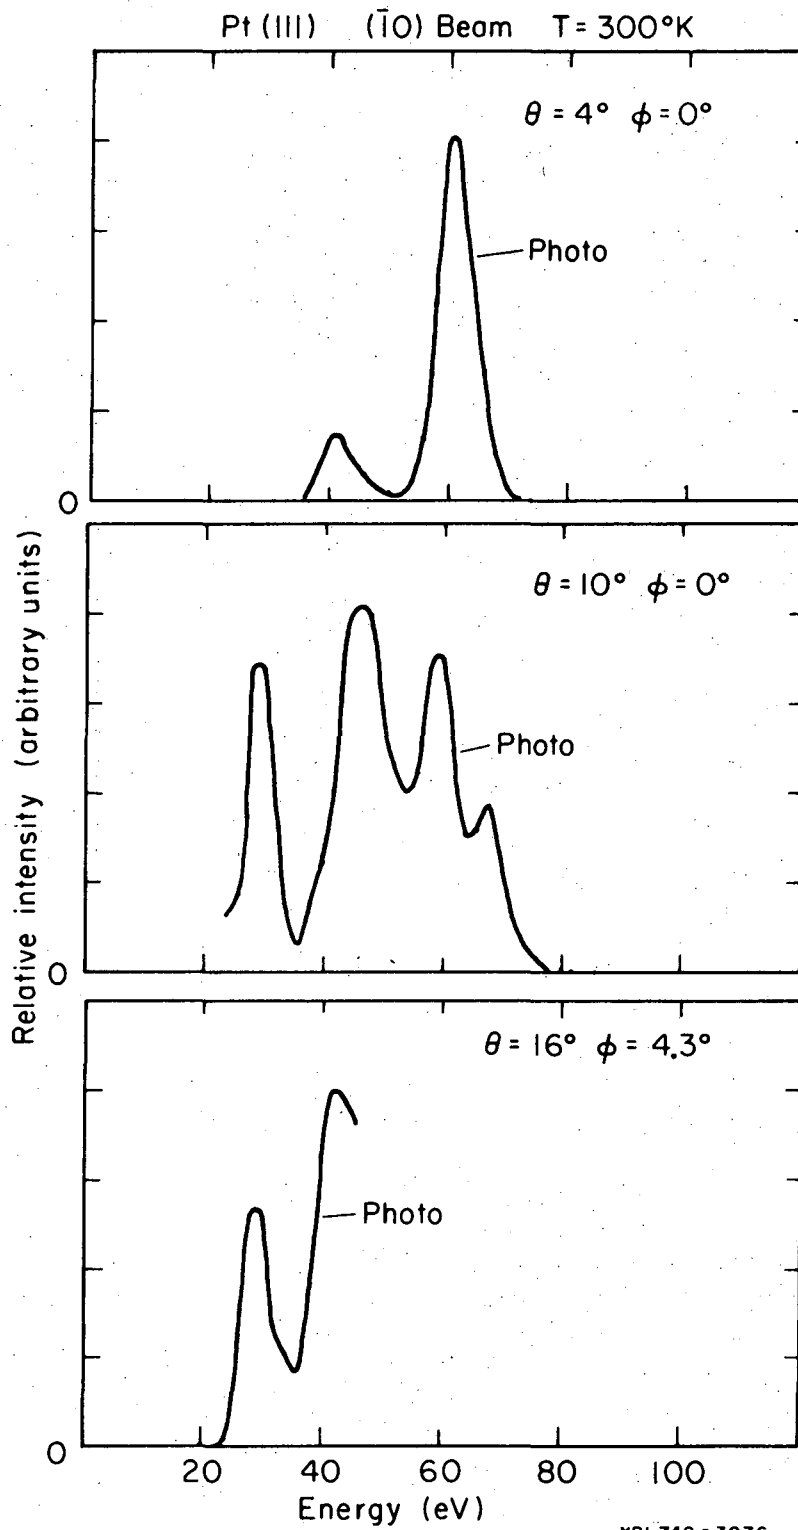 Pt (111) (1̄0) Beam T = 300°K
θ = 4° φ = 0°
Photo
0
θ = 10° φ = 0°
Photo
0
θ = 16° φ = 4.3°
Photo
0
20 40 60 80 100
Energy (eV)
Relative intensity (arbitrary units)